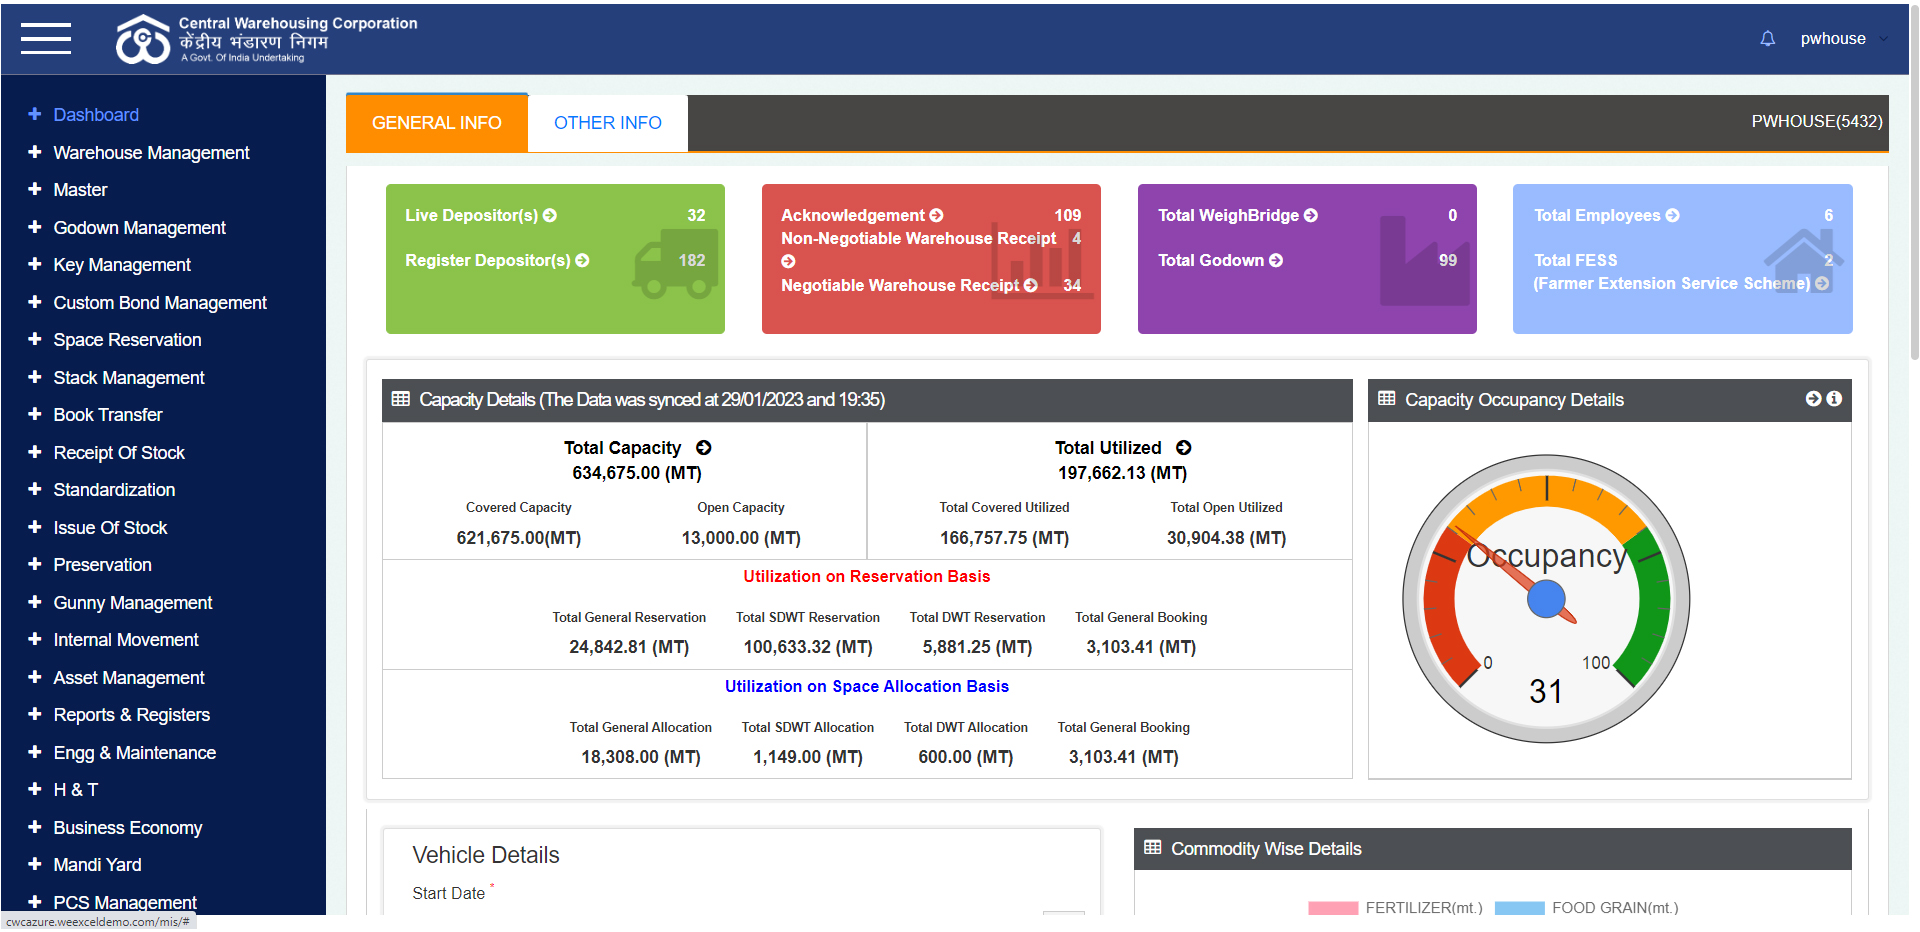 Central Warehousing Corporation
केंद्रीय भंडारण निगम
A Govt. Of India Undertaking
pwhouse
Dashboard
Warehouse Management
Master
Godown Management
Key Management
Custom Bond Management
Space Reservation
Stack Management
Book Transfer
Receipt Of Stock
Standardization
Issue Of Stock
Preservation
Gunny Management
Internal Movement
Asset Management
Reports & Registers
Engg & Maintenance
H & T
Business Economy
Mandi Yard
PCS Management
cwcazure.weexceldemo.com/mis/#
GENERAL INFO OTHER INFO PWHOUSE(5432)
Live Depositor(s) 32
Register Depositor(s) 182
Acknowledgement 109
Non-Negotiable Warehouse Receipt 4
Negotiable Warehouse Receipt 34
Total WeighBridge 0
Total Godown 99
Total Employees 6
Total FESS 2
(Farmer Extension Service Scheme)
Capacity Details (The Data was synced at 29/01/2023 and 19:35)
Total Capacity
634,675.00 (MT)
Covered Capacity Open Capacity
621,675.00(MT) 13,000.00 (MT)
Total Utilized
197,662.13 (MT)
Total Covered Utilized Total Open Utilized
166,757.75 (MT) 30,904.38 (MT)
Utilization on Reservation Basis
Total General Reservation Total SDWT Reservation Total DWT Reservation Total General Booking
24,842.81 (MT) 100,633.32 (MT) 5,881.25 (MT) 3,103.41 (MT)
Utilization on Space Allocation Basis
Total General Allocation Total SDWT Allocation Total DWT Allocation Total General Booking
18,308.00 (MT) 1,149.00 (MT) 600.00 (MT) 3,103.41 (MT)
Capacity Occupancy Details
Occupancy
0 100
31
Vehicle Details
Start Date *
Commodity Wise Details
FERTILIZER(mt.) FOOD GRAIN(mt.)